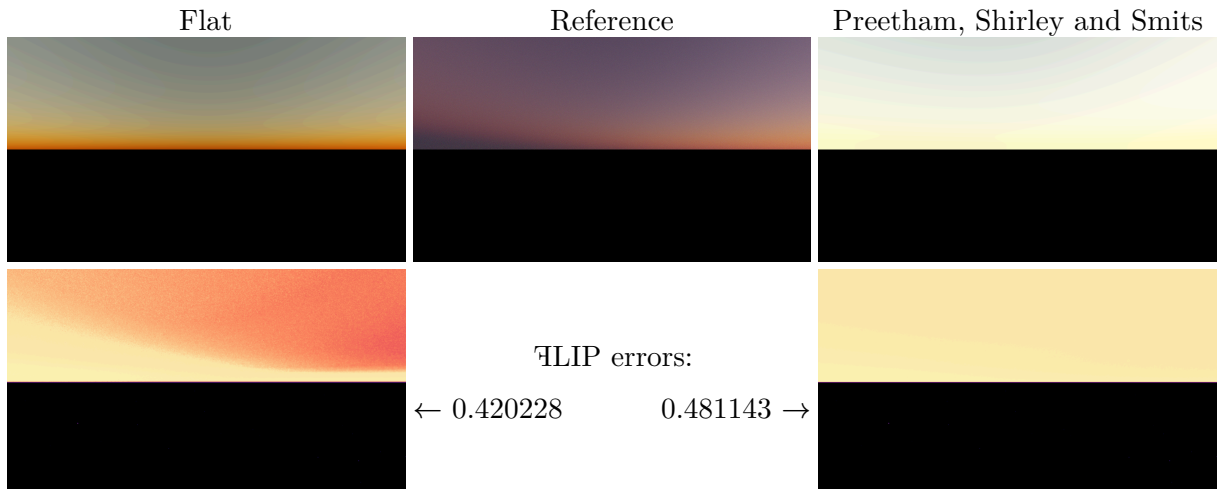 Flat Reference Preetham, Shirley and Smits
ꟻLIP errors:
← 0.420228 0.481143 →